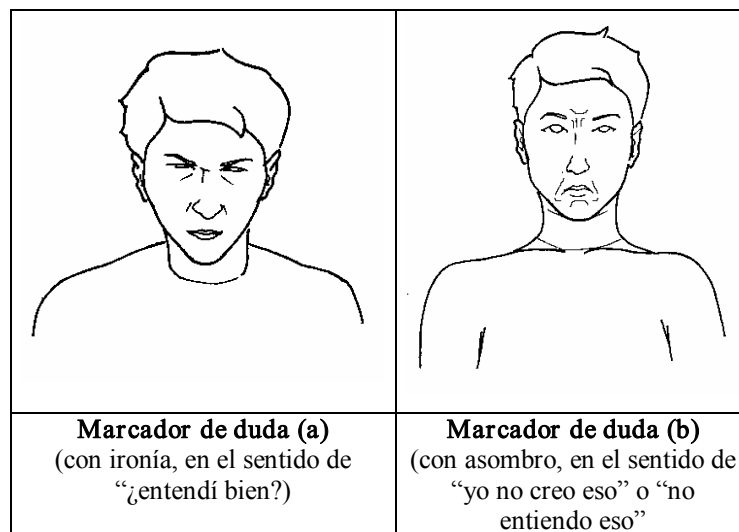 Marcador de duda (a)
(con ironía, en el sentido de
“¿entendí bien?)
Marcador de duda (b)
(con asombro, en el sentido de
“yo no creo eso” o “no
entiendo eso”